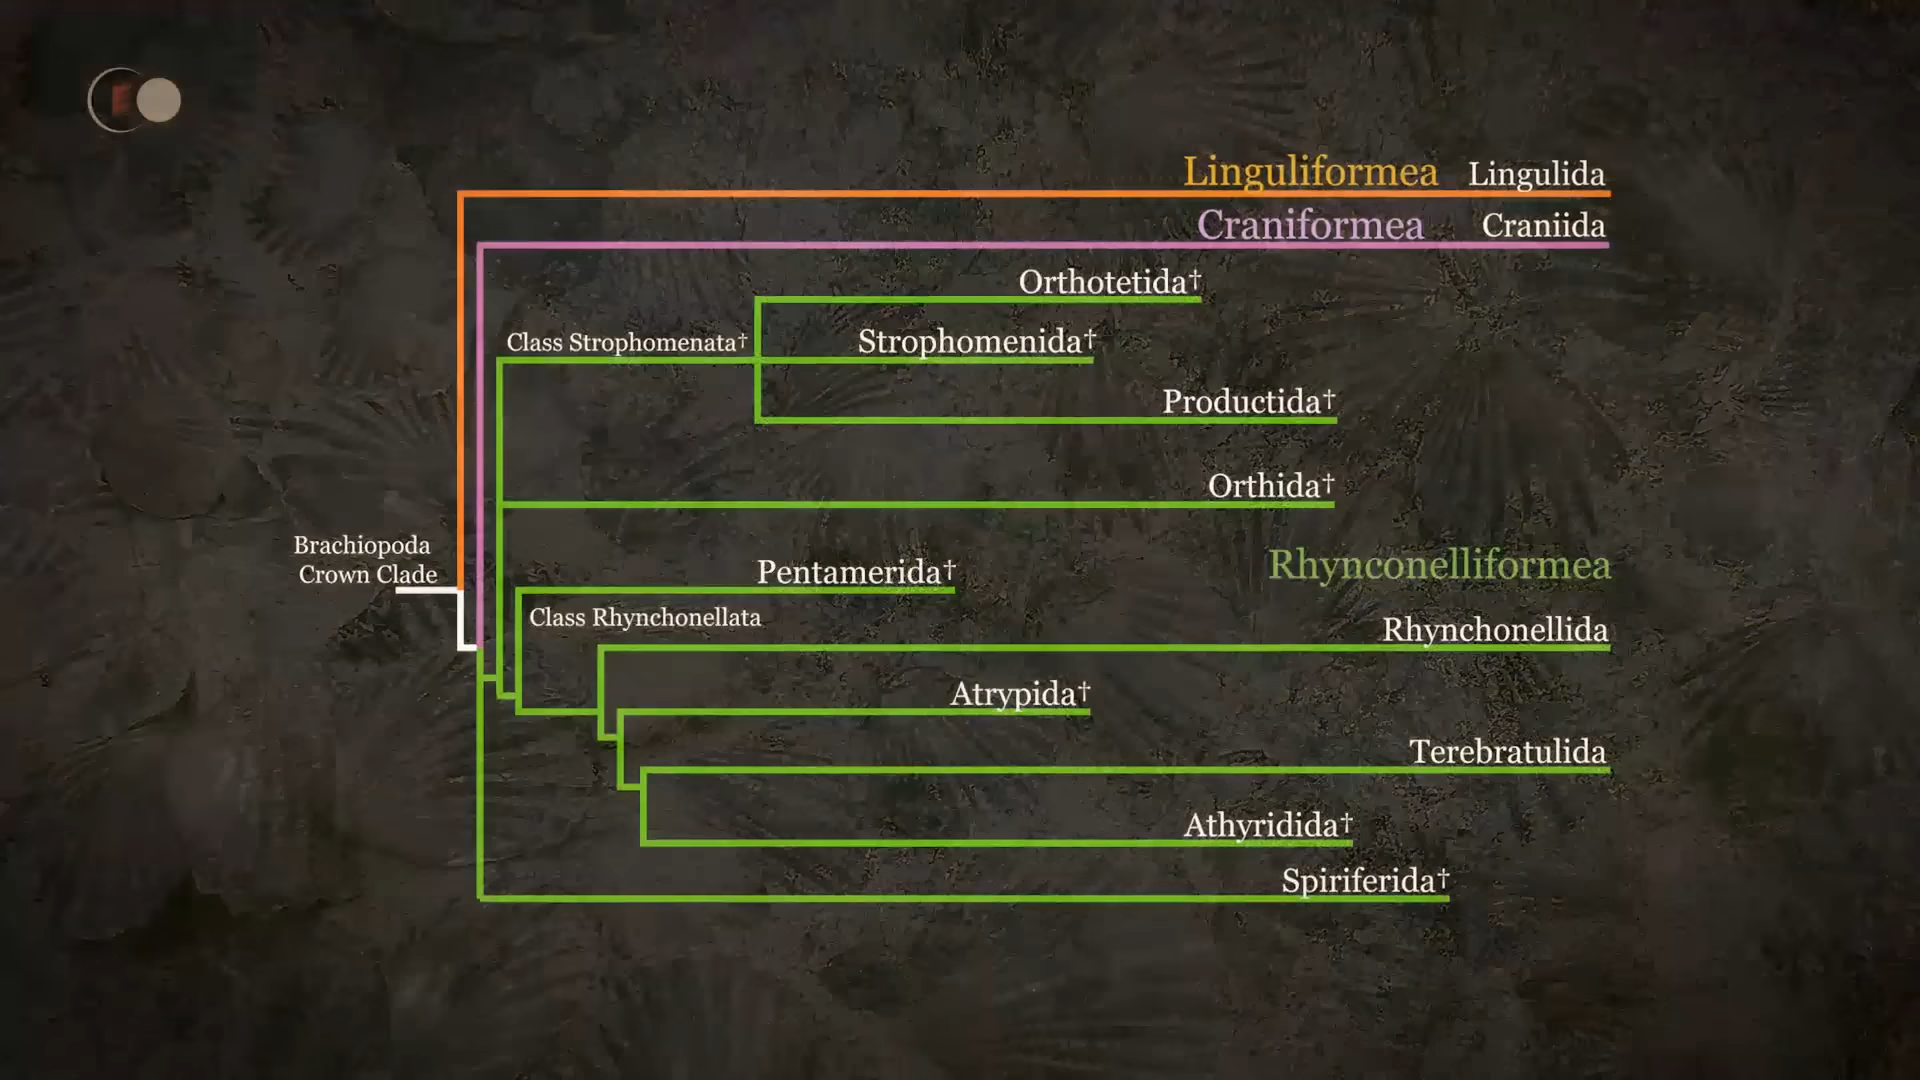 Linguliformea Lingulida
Craniformea Craniida
Orthotetida†
Class Strophomenata†
Strophomenida†
Productida†
Orthida†
Brachiopoda
Crown Clade
Pentamerida†
Rhynconelliformea
Class Rhynchonellata
Rhynchonellida
Atrypida†
Terebratulida
Athyridida†
Spiriferida†